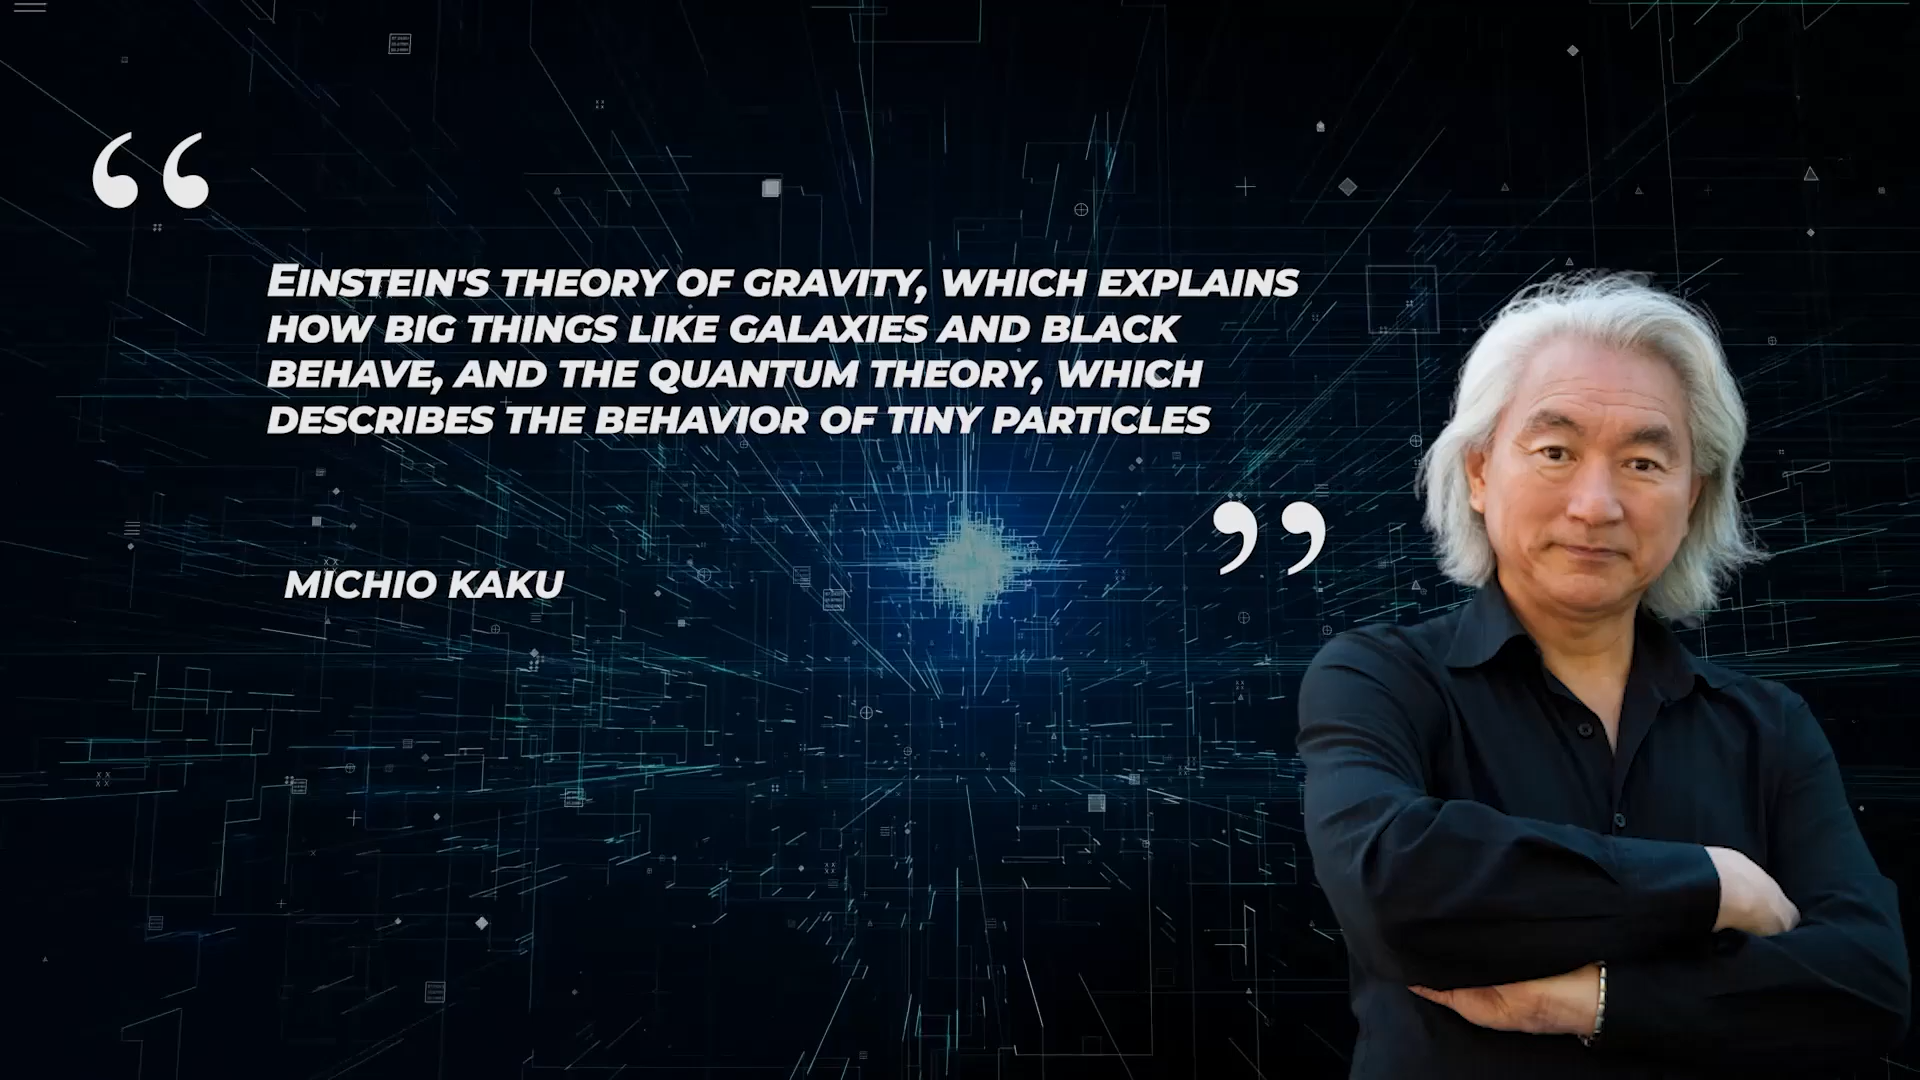 “
EINSTEIN'S THEORY OF GRAVITY, WHICH EXPLAINS
HOW BIG THINGS LIKE GALAXIES AND BLACK
BEHAVE, AND THE QUANTUM THEORY, WHICH
DESCRIBES THE BEHAVIOR OF TINY PARTICLES
”
MICHIO KAKU